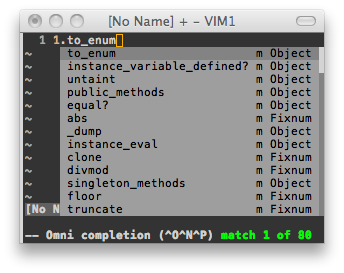 [No Name] + – VIM1
1 1.to_enum
~ to_enum m Object
~ instance_variable_defined? m Object
~ untaint m Object
~ public_methods m Object
~ equal? m Object
~ abs m Fixnum
~ _dump m Object
~ instance_eval m Object
~ clone m Fixnum
~ divmod m Fixnum
~ singleton_methods m Object
~ floor m Fixnum
[No N truncate m Fixnum
-- Omni completion (^O^N^P) match 1 of 80